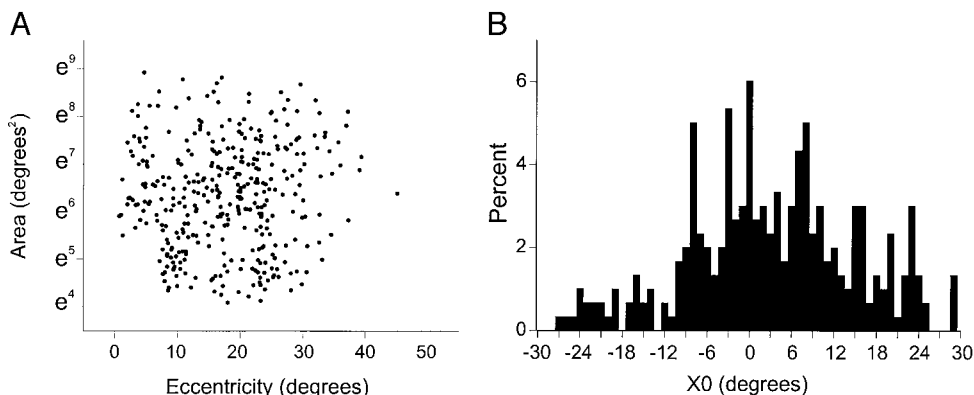 A
e⁹
e⁸
e⁷
e⁶
e⁵
e⁴
Area (degrees²)
0 10 20 30 40 50
Eccentricity (degrees)
B
6
4
2
0
Percent
-30 -24 -18 -12 -6 0 6 12 18 24 30
X0 (degrees)